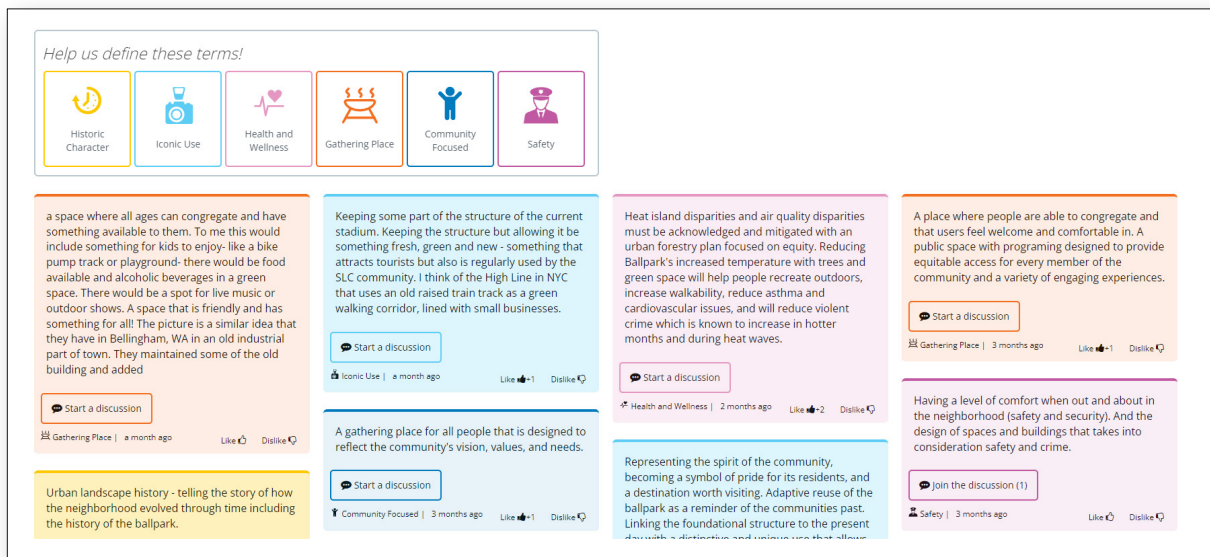 Help us define these terms!
Historic
Character
Iconic Use
Health and
Wellness
Gathering Place
Community
Focused
Safety
a space where all ages can congregate and have
something available to them. To me this would
include something for kids to enjoy- like a bike
pump track or playground- there would be food
available and alcoholic beverages in a green
space. There would be a spot for live music or
outdoor shows. A space that is friendly and has
something for all! The picture is a similar idea that
they have in Bellingham, WA in an old industrial
part of town. They maintained some of the old
building and added
Start a discussion
Gathering Place | a month ago Like Dislike
Urban landscape history - telling the story of how
the neighborhood evolved through time including
the history of the ballpark.
Keeping some part of the structure of the current
stadium. Keeping the structure but allowing it be
something fresh, green and new - something that
attracts tourists but also is regularly used by the
SLC community. I think of the High Line in NYC
that uses an old raised train track as a green
walking corridor, lined with small businesses.
Start a discussion
Iconic Use | a month ago Like +1 Dislike
A gathering place for all people that is designed to
reflect the community's vision, values, and needs.
Start a discussion
Community Focused | 3 months ago Like +1 Dislike
Heat island disparities and air quality disparities
must be acknowledged and mitigated with an
urban forestry plan focused on equity. Reducing
Ballpark's increased temperature with trees and
green space will help people recreate outdoors,
increase walkability, reduce asthma and
cardiovascular issues, and will reduce violent
crime which is known to increase in hotter
months and during heat waves.
Start a discussion
Health and Wellness | 2 months ago Like +2 Dislike
Representing the spirit of the community,
becoming a symbol of pride for its residents, and
a destination worth visiting. Adaptive reuse of the
ballpark as a reminder of the communities past.
Linking the foundational structure to the present
day with a distinctive and unique use that allows
A place where people are able to congregate and
that users feel welcome and comfortable in. A
public space with programing designed to provide
equitable access for every member of the
community and a variety of engaging experiences.
Start a discussion
Gathering Place | 3 months ago Like +1 Dislike
Having a level of comfort when out and about in
the neighborhood (safety and security). And the
design of spaces and buildings that takes into
consideration safety and crime.
Join the discussion (1)
Safety | 3 months ago Like Dislike